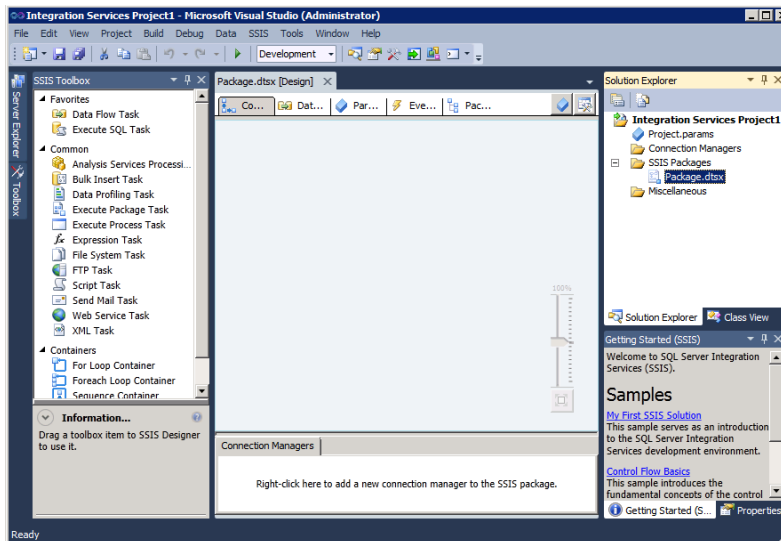 Integration Services Project1 - Microsoft Visual Studio (Administrator)
File Edit View Project Build Debug Data SSIS Tools Window Help
Development
Server Explorer
Toolbox
SSIS Toolbox
Favorites
Data Flow Task
Execute SQL Task
Common
Analysis Services Processi...
Bulk Insert Task
Data Profiling Task
Execute Package Task
Execute Process Task
Expression Task
File System Task
FTP Task
Script Task
Send Mail Task
Web Service Task
XML Task
Containers
For Loop Container
Foreach Loop Container
Sequence Container
Information...
Drag a toolbox item to SSIS Designer
to use it.
Package.dtsx [Design]
Co... Dat... Par... Eve... Pac...
100%
Connection Managers
Right-click here to add a new connection manager to the SSIS package.
Solution Explorer
Integration Services Project1
Project.params
Connection Managers
SSIS Packages
Package.dtsx
Miscellaneous
Solution Explorer Class View
Getting Started (SSIS)
Welcome to SQL Server Integration
Services (SSIS).
Samples
My First SSIS Solution
This sample serves as an introduction
to the SQL Server Integration
Services development environment.
Control Flow Basics
This sample introduces the
fundamental concepts of the control
Getting Started (S... Properties
Ready